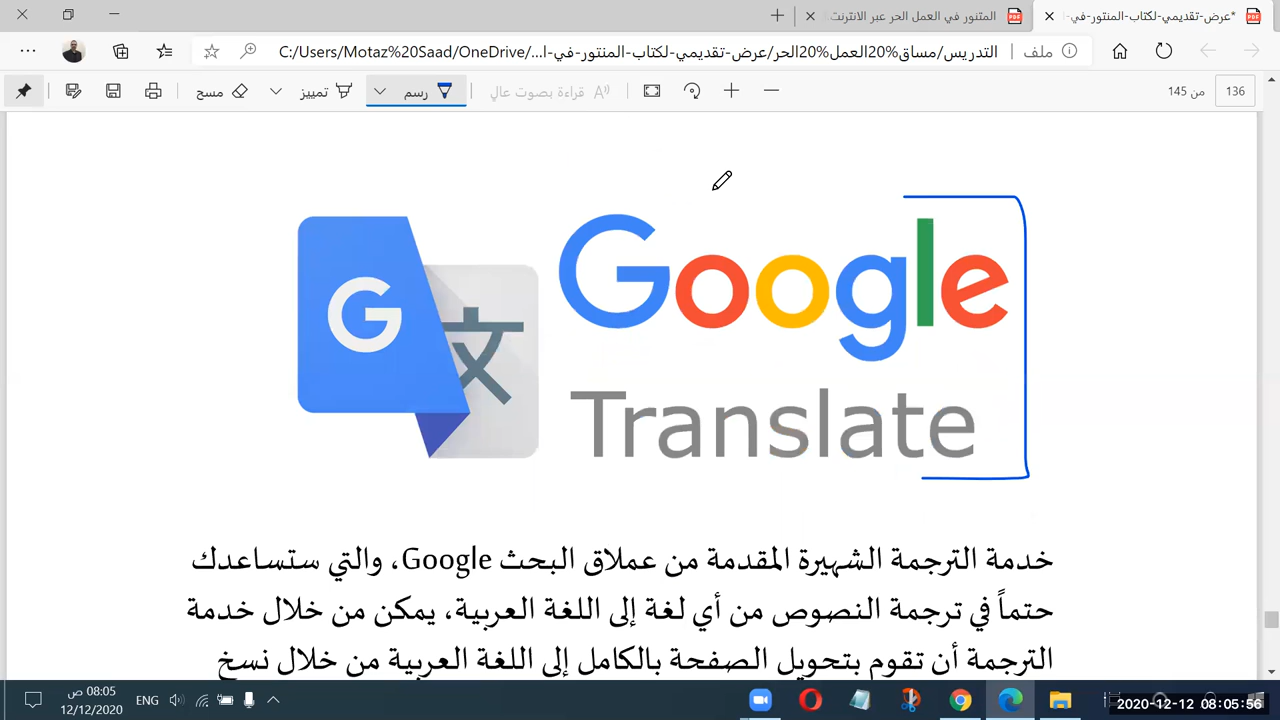 *عرض-تقديمي-لكتاب-المنتور-في-ا
المتنور في العمل الحر عبر الانترنت
ملف
C:/Users/Motaz%20Saad/OneDrive/التدريس/مساق%20العمل%20الحر/عرض-تقديمي-لكتاب-المنتور-في-ا...
136 من 145
قراءة بصوت عالٍ
رسم
تمييز
مسح
G 文
Google
Translate
خدمة الترجمة الشهيرة المقدمة من عملاق البحث Google، والتي ستساعدك
حتماً في ترجمة النصوص من أي لغة إلى اللغة العربية، يمكن من خلال خدمة
الترجمة أن تقوم بتحويل الصفحة بالكامل إلى اللغة العربية من خلال نسخ
08:05 ص
12/12/2020
ENG
2020-12-12 08:05:56